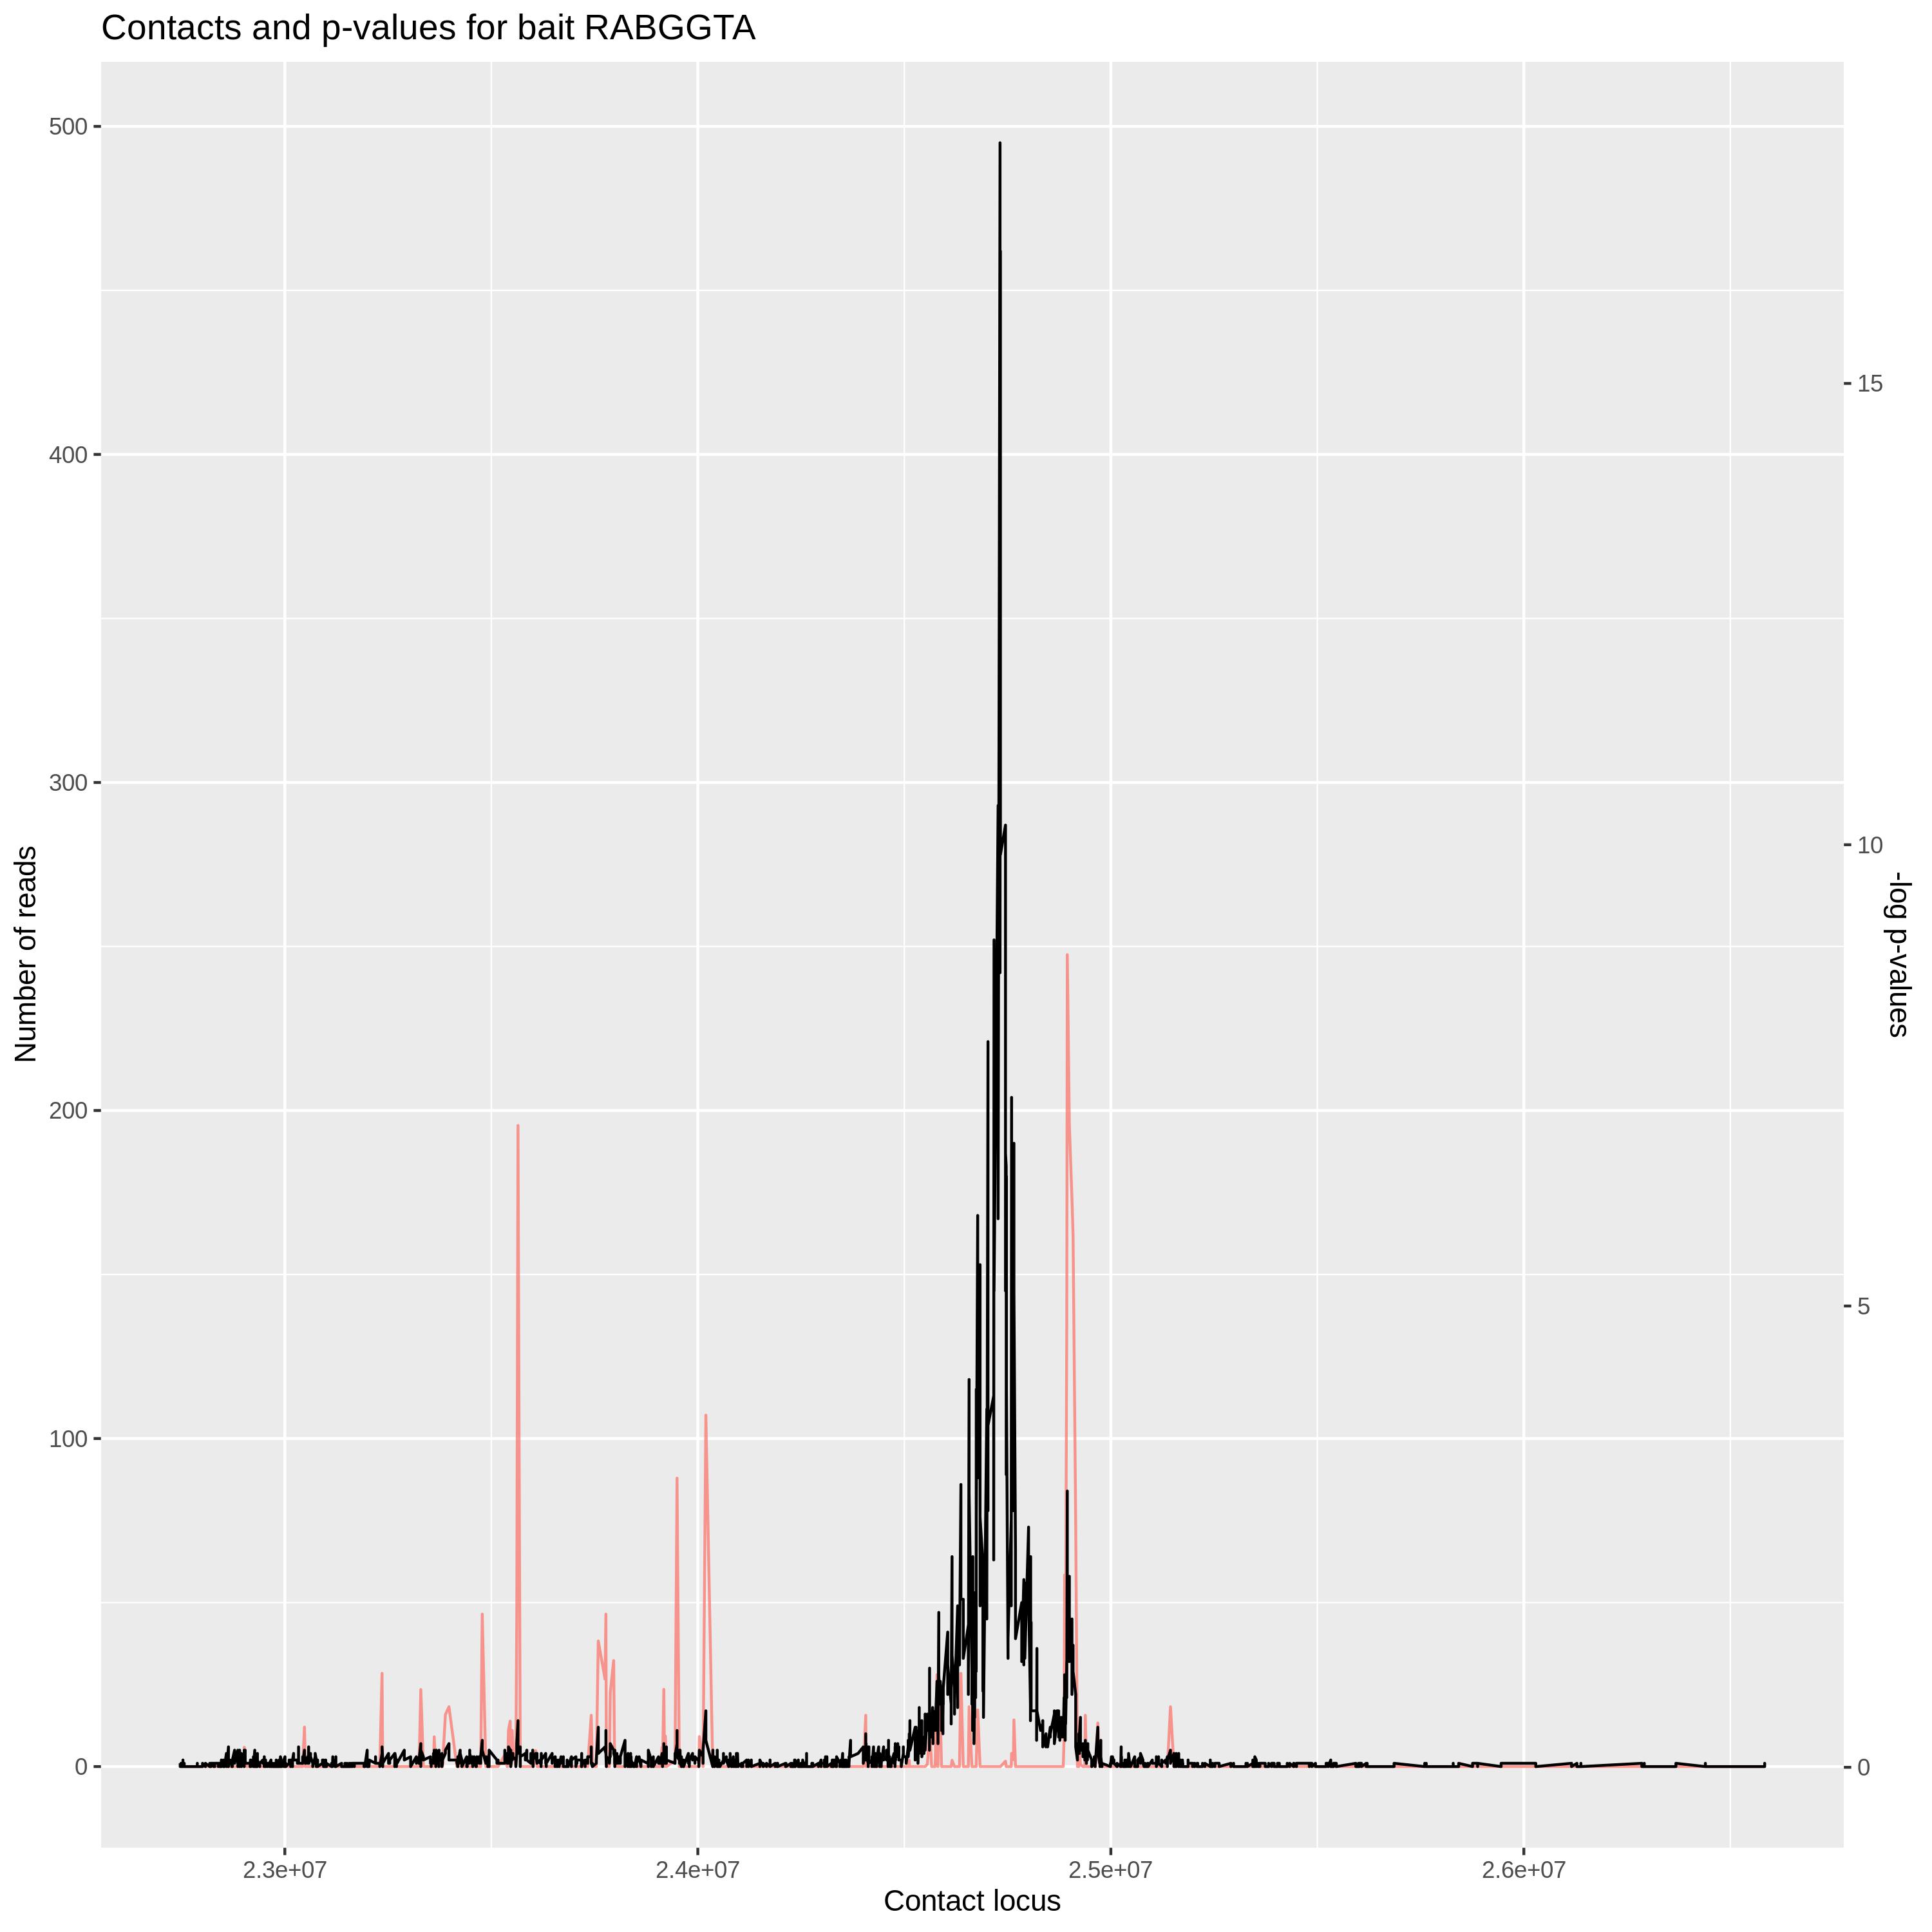 Contacts and p-values for bait RABGGTA
500
400
300
200
100
0
Number of reads
15
10
5
0
-log p-values
2.3e+07
2.4e+07
2.5e+07
2.6e+07
Contact locus